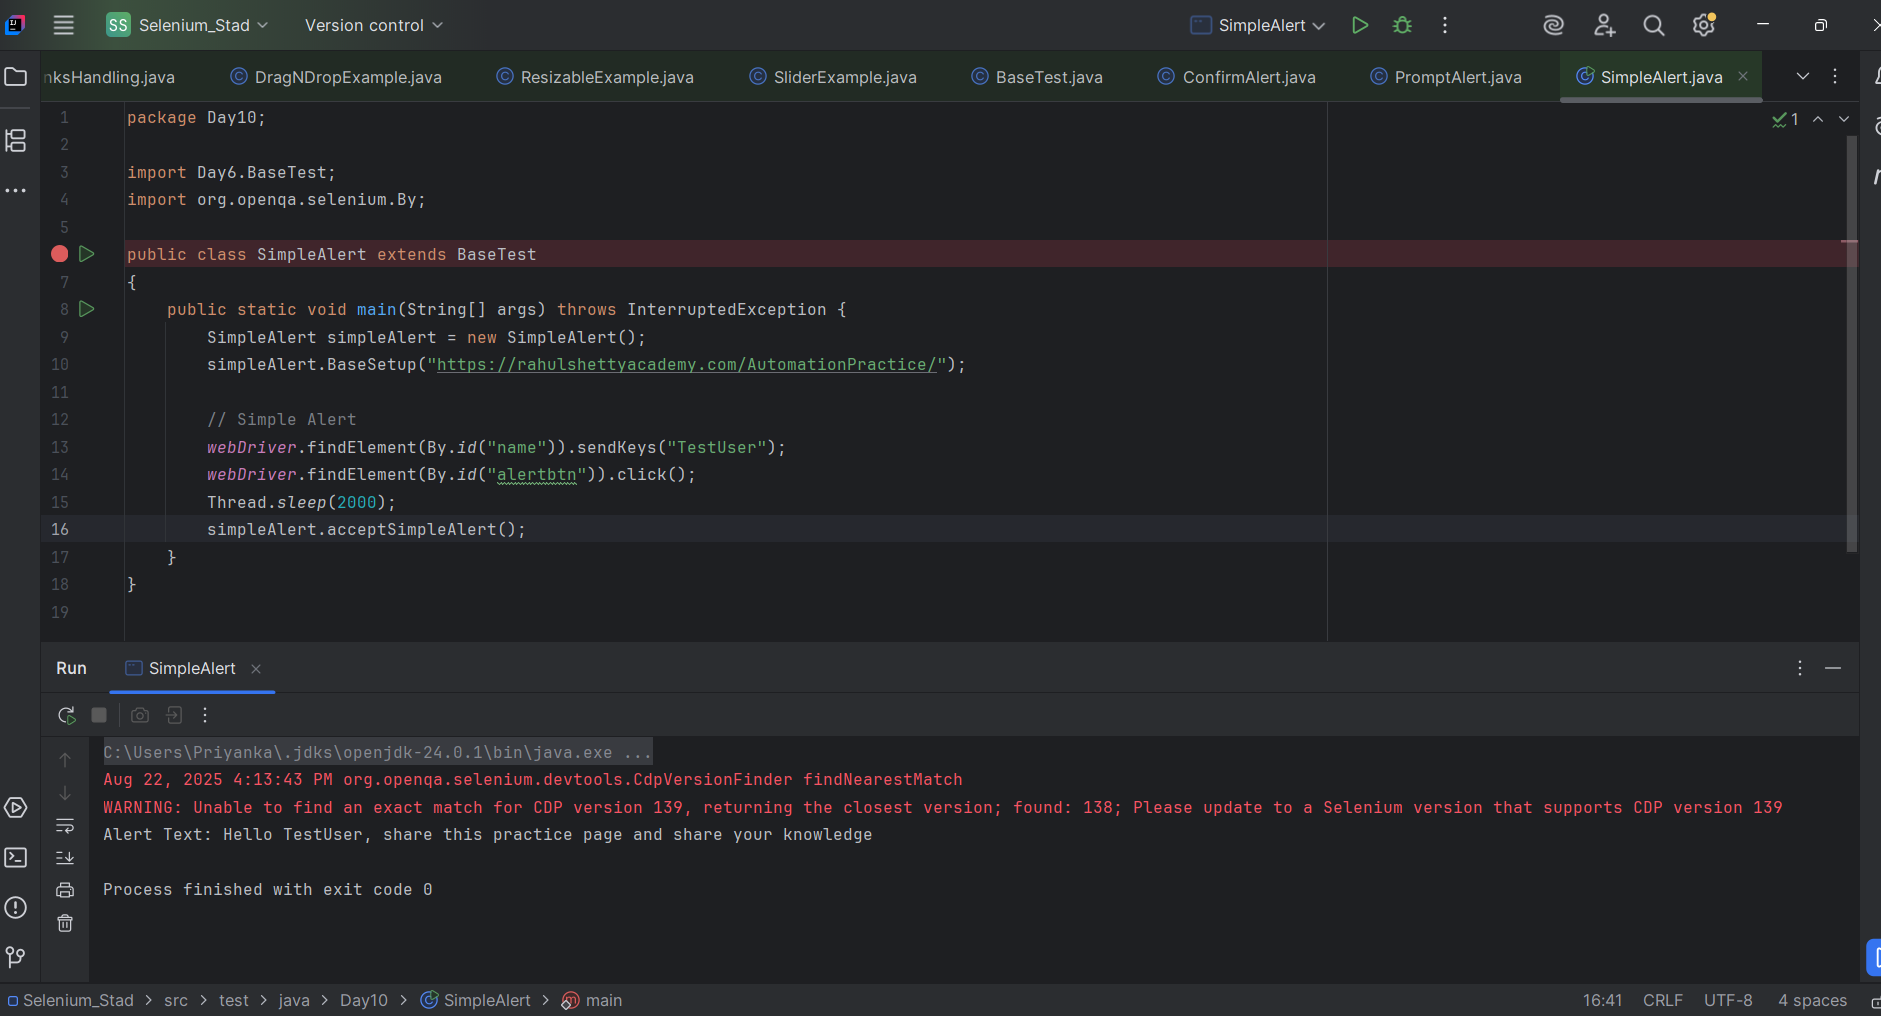 SS Selenium_Stad Version control SimpleAlert
nksHandling.java DragNDropExample.java ResizableExample.java SliderExample.java BaseTest.java ConfirmAlert.java PromptAlert.java SimpleAlert.java
1 package Day10;
1
2
3 import Day6.BaseTest;
4 import org.openqa.selenium.By;
5
public class SimpleAlert extends BaseTest
7 {
8 public static void main(String[] args) throws InterruptedException {
9 SimpleAlert simpleAlert = new SimpleAlert();
10 simpleAlert.BaseSetup("https://rahulshettyacademy.com/AutomationPractice/");
11
12 // Simple Alert
13 webDriver.findElement(By.id("name")).sendKeys("TestUser");
14 webDriver.findElement(By.id("alertbtn")).click();
15 Thread.sleep(2000);
16 simpleAlert.acceptSimpleAlert();
17 }
18 }
19
Run SimpleAlert
C:\Users\Priyanka\.jdks\openjdk-24.0.1\bin\java.exe ...
Aug 22, 2025 4:13:43 PM org.openqa.selenium.devtools.CdpVersionFinder findNearestMatch
WARNING: Unable to find an exact match for CDP version 139, returning the closest version; found: 138; Please update to a Selenium version that supports CDP version 139
Alert Text: Hello TestUser, share this practice page and share your knowledge
Process finished with exit code 0
Selenium_Stad > src > test > java > Day10 > SimpleAlert > main 16:41 CRLF UTF-8 4 spaces